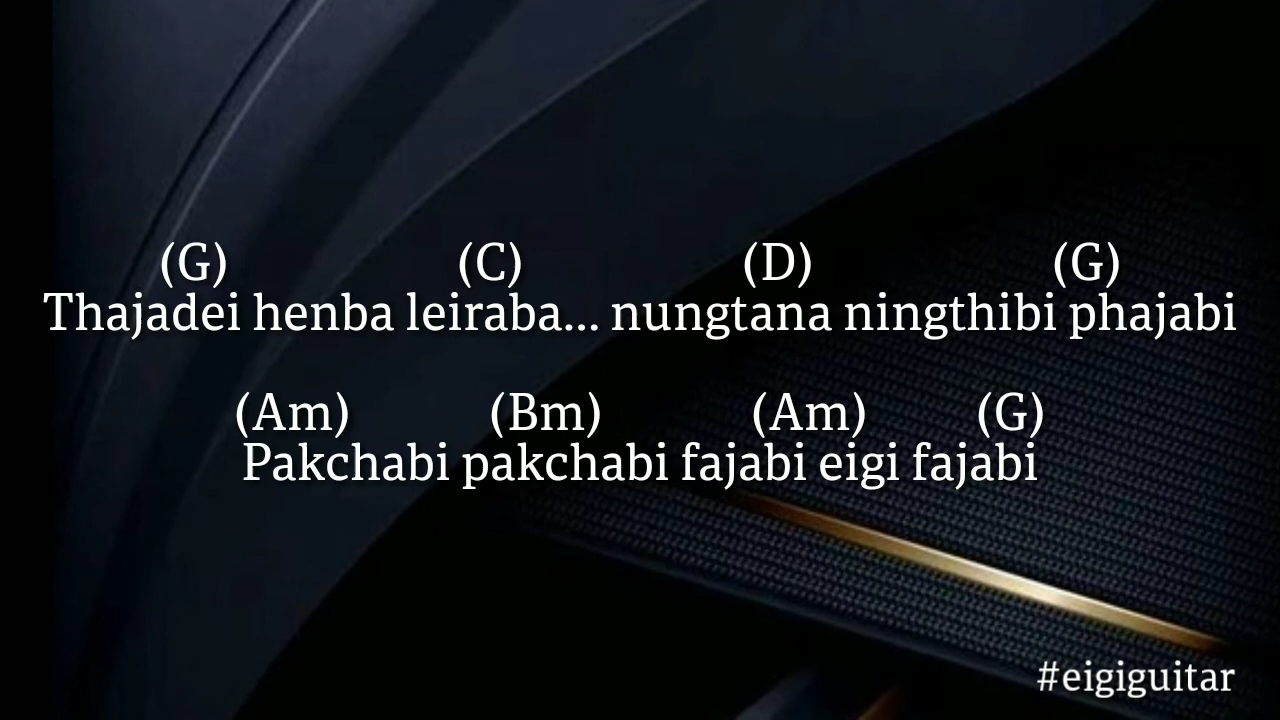 (G) (C) (D) (G)
Thajadei henba leiraba... nungtana ningthibi phajabi
(Am) (Bm) (Am) (G)
Pakchabi pakchabi fajabi eigi fajabi
#eigiguitar